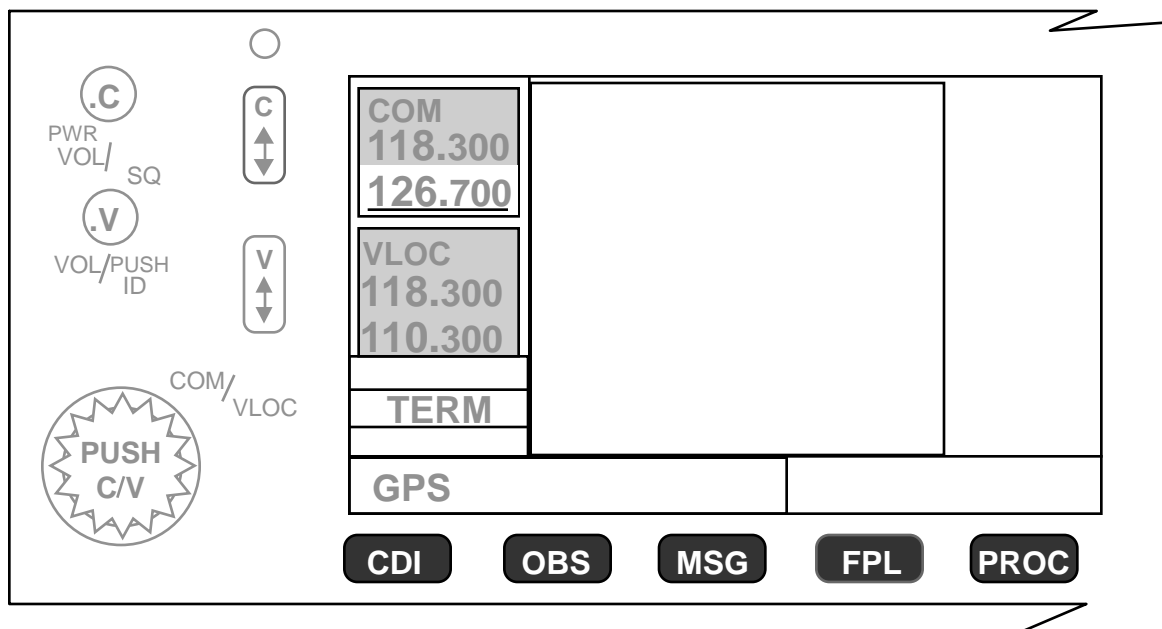 .C
PWR
VOL/
SQ
.V
VOL/PUSH
ID
C
V
COM/
VLOC
PUSH
C/V
COM
118.300
126.700
VLOC
118.300
110.300
TERM
GPS
CDI OBS MSG FPL PROC